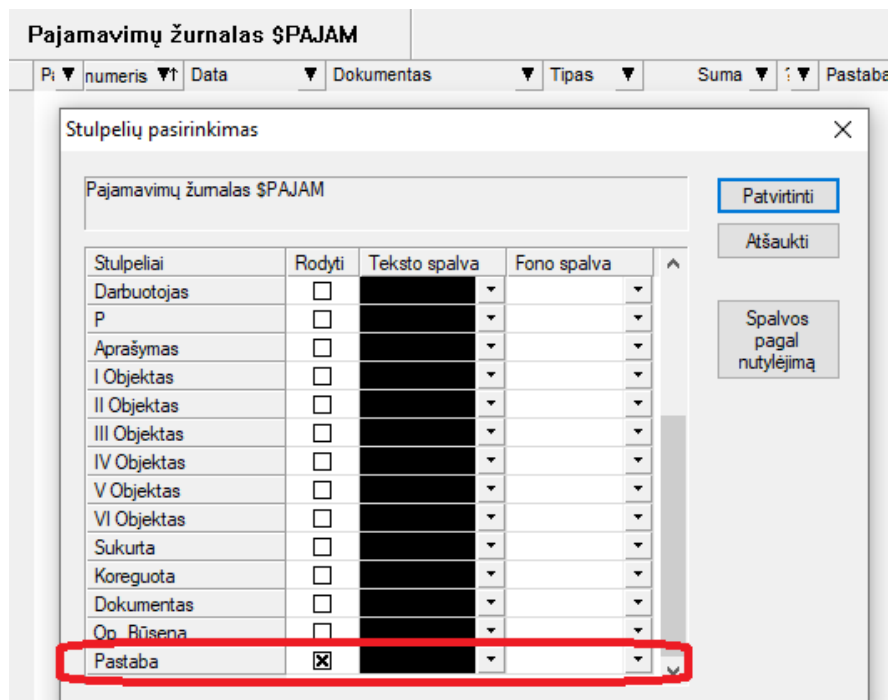 Pajamavimų žurnalas $PAJAM
numeris Data Dokumentas Tipas Suma ? Pastaba
Stulpelių pasirinkimas
Pajamavimų žurnalas $PAJAM
Patvirtinti
Atšaukti
Stulpeliai Rodyti Teksto spalva Fono spalva
Darbuotojas
P
Aprašymas
I Objektas
II Objektas
III Objektas
IV Objektas
V Objektas
VI Objektas
Sukurta
Koreguota
Dokumentas
Op. Būsena
Pastaba
Spalvos
pagal
nutylėjimą